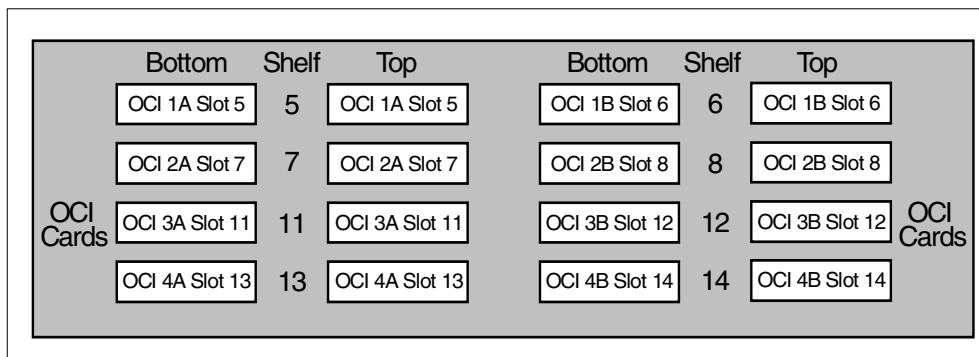 Bottom Shelf Top Bottom Shelf Top
OCI 1A Slot 5 5 OCI 1A Slot 5 OCI 1B Slot 6 6 OCI 1B Slot 6
OCI 2A Slot 7 7 OCI 2A Slot 7 OCI 2B Slot 8 8 OCI 2B Slot 8
OCI Cards OCI 3A Slot 11 11 OCI 3A Slot 11 OCI 3B Slot 12 12 OCI 3B Slot 12 OCI Cards
OCI 4A Slot 13 13 OCI 4A Slot 13 OCI 4B Slot 14 14 OCI 4B Slot 14